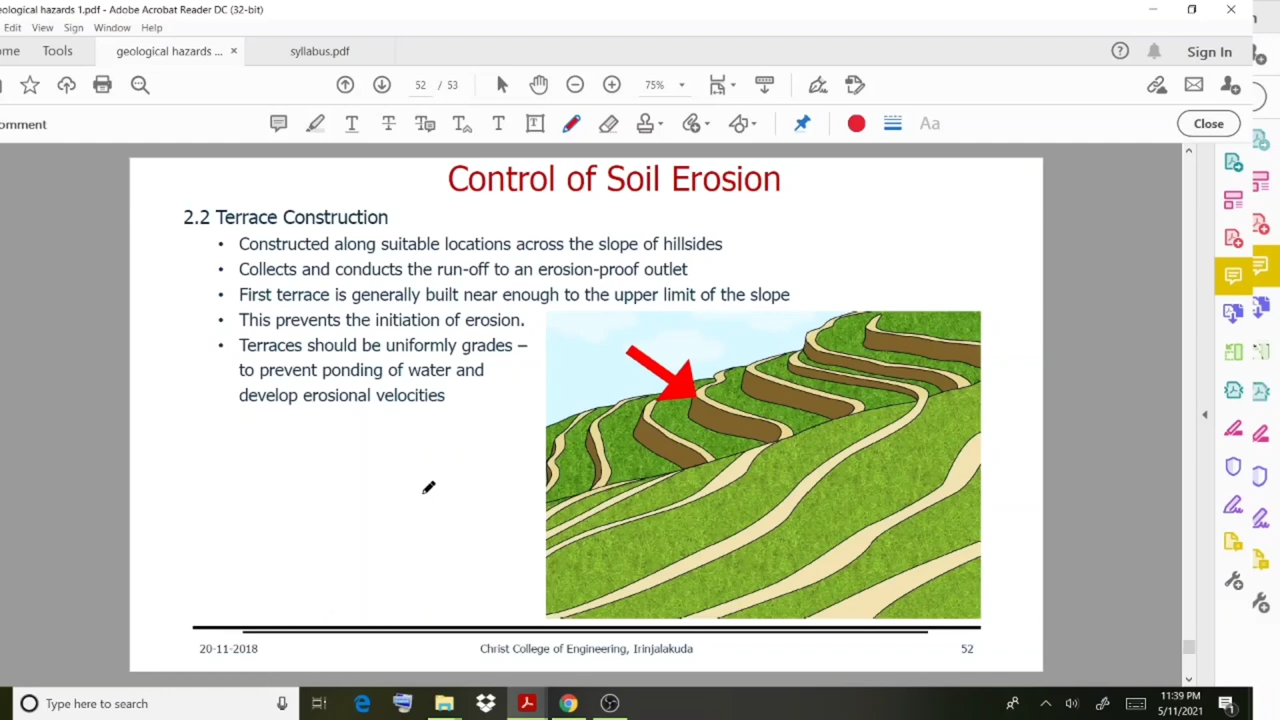 eological hazards 1.pdf - Adobe Acrobat Reader DC (32-bit)
Edit View Sign Window Help
ome Tools geological hazards ... × syllabus.pdf Sign In
52 / 53 75%
omment Aa Close
Control of Soil Erosion
2.2 Terrace Construction
• Constructed along suitable locations across the slope of hillsides
• Collects and conducts the run-off to an erosion-proof outlet
• First terrace is generally built near enough to the upper limit of the slope
• This prevents the initiation of erosion.
• Terraces should be uniformly grades –
to prevent ponding of water and
develop erosional velocities
20-11-2018 Christ College of Engineering, Irinjalakuda 52
Type here to search
11:39 PM
5/11/2021
1